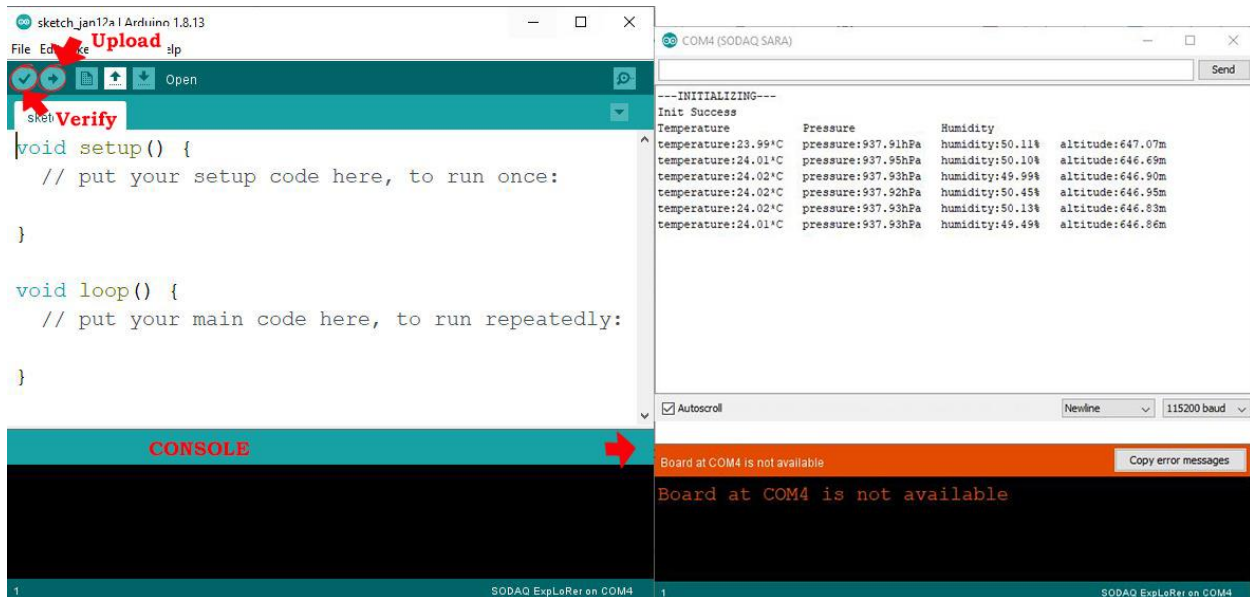 sketch_jan12a | Arduino 1.8.13
Upload
File
Verify
Open
void setup() {
// put your setup code here, to run once:
}
void loop() {
// put your main code here, to run repeatedly:
}
CONSOLE
1
SODAQ ExpLoRer on COM4
COM4 (SODAQ SARA)
Send
---INITIALIZING---
Init Success
Temperature Pressure Humidity
temperature:23.99*C pressure:937.91hPa humidity:50.11% altitude:647.07m
temperature:24.01*C pressure:937.95hPa humidity:50.10% altitude:646.69m
temperature:24.02*C pressure:937.93hPa humidity:49.99% altitude:646.90m
temperature:24.02*C pressure:937.92hPa humidity:50.45% altitude:646.95m
temperature:24.02*C pressure:937.93hPa humidity:50.13% altitude:646.83m
temperature:24.01*C pressure:937.93hPa humidity:49.49% altitude:646.86m
Autoscroll
Newline
115200 baud
Board at COM4 is not available
Copy error messages
Board at COM4 is not available
1
SODAQ ExpLoRer on COM4